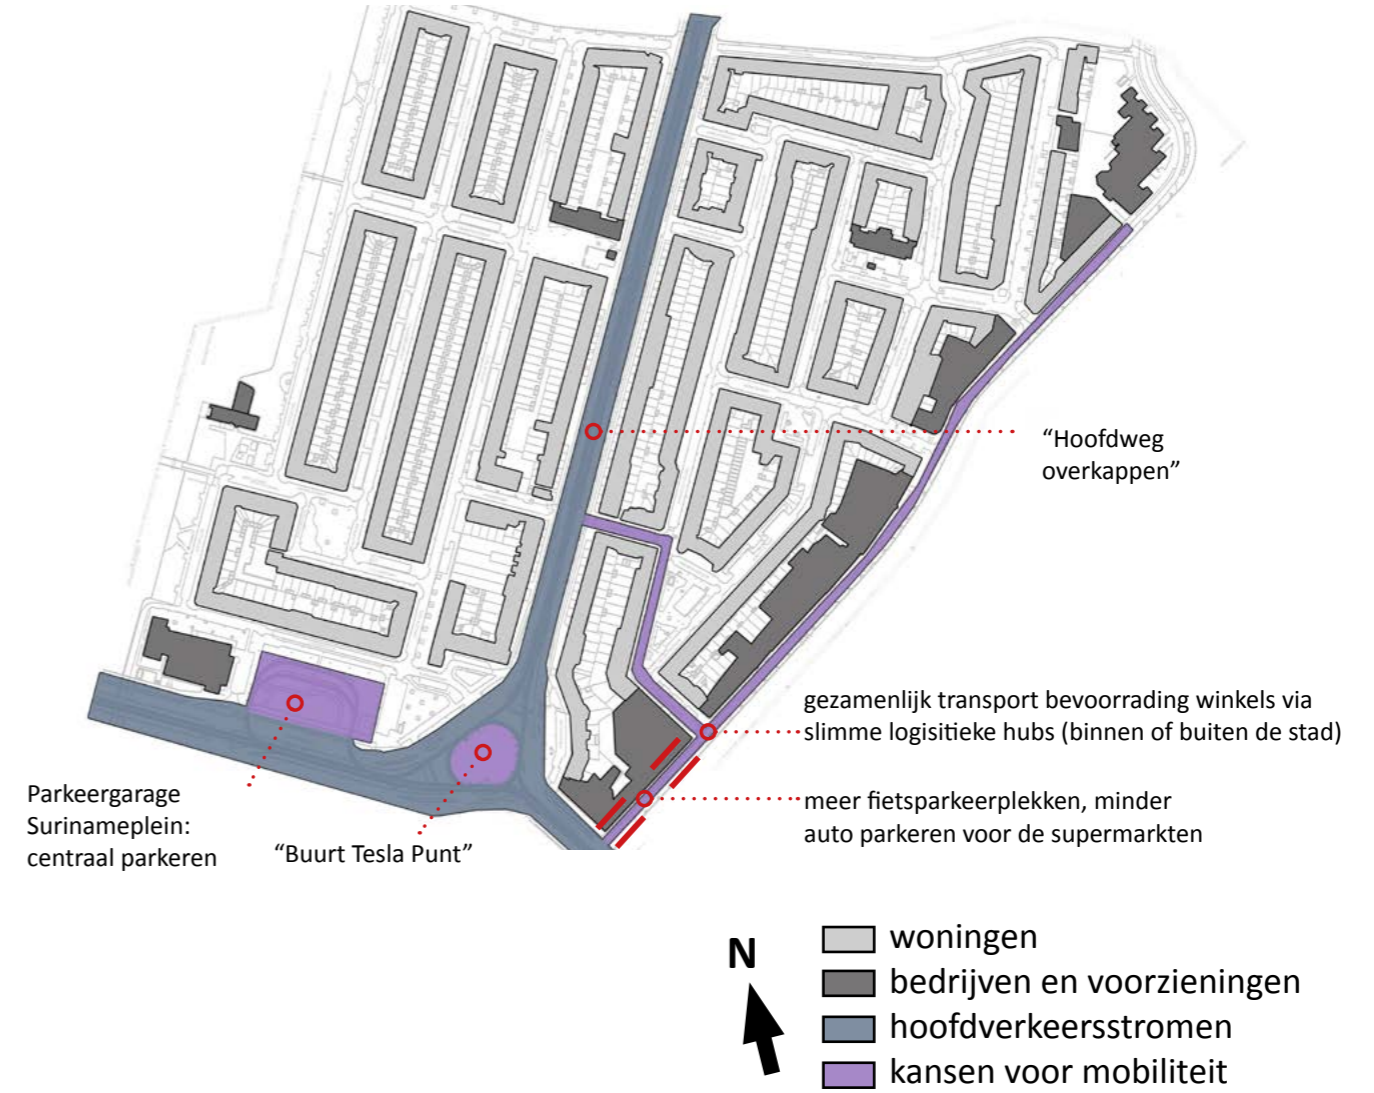 “Hoofdweg
overkappen”
gezamenlijk transport bevoorrading winkels via
slimme logisitieke hubs (binnen of buiten de stad)
meer fietsparkeerplekken, minder
auto parkeren voor de supermarkten
Parkeergarage
Surinameplein:
centraal parkeren
“Buurt Tesla Punt”
N
woningen
bedrijven en voorzieningen
hoofdverkeersstromen
kansen voor mobiliteit